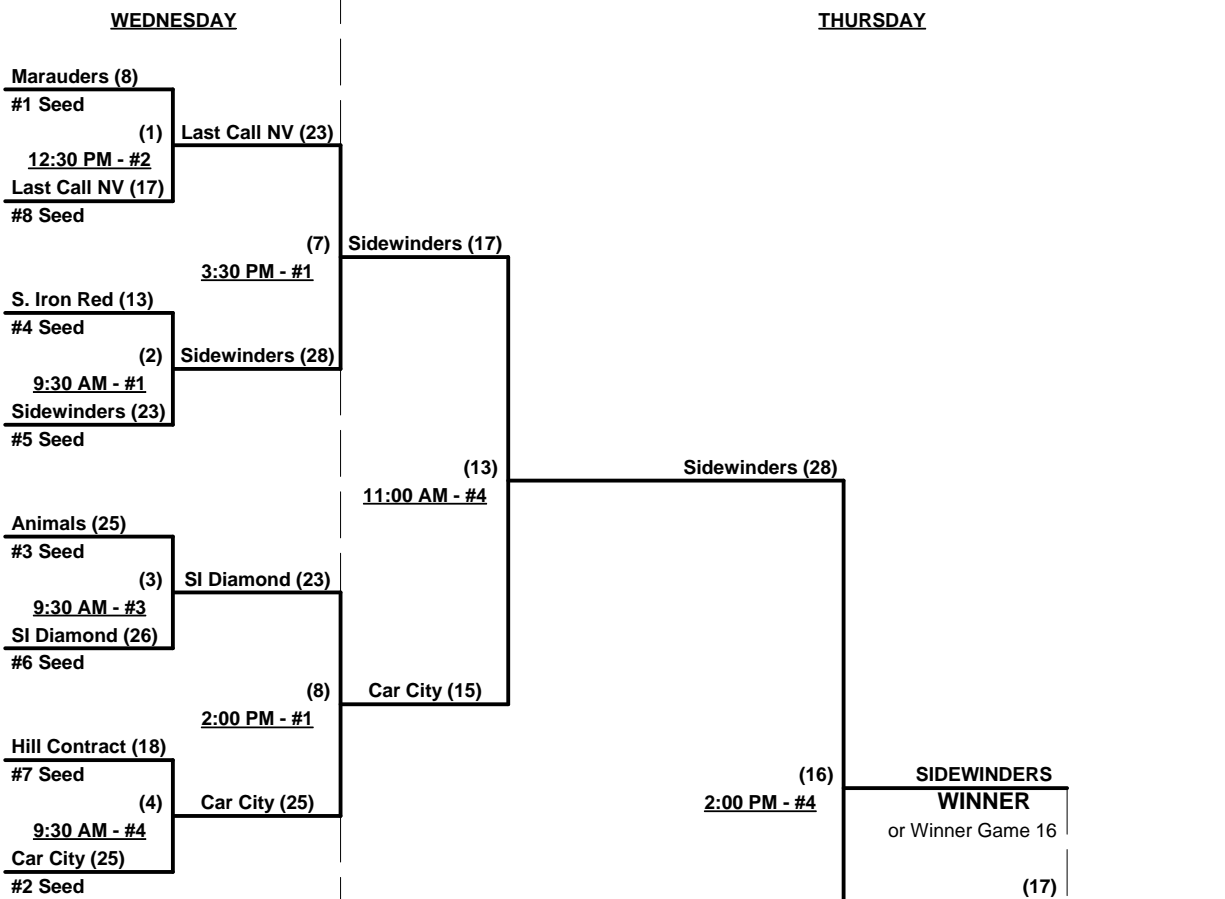 WEDNESDAY
THURSDAY
Marauders (8)
#1 Seed
(1)
Last Call NV (23)
12:30 PM - #2
Last Call NV (17)
#8 Seed
(7)
Sidewinders (17)
3:30 PM - #1
S. Iron Red (13)
#4 Seed
(2)
Sidewinders (28)
9:30 AM - #1
Sidewinders (23)
#5 Seed
(13)
Sidewinders (28)
11:00 AM - #4
Animals (25)
#3 Seed
(3)
SI Diamond (23)
9:30 AM - #3
SI Diamond (26)
#6 Seed
(8)
Car City (15)
2:00 PM - #1
Hill Contract (18)
#7 Seed
(16)
SIDEWINDERS
(4)
Car City (25)
2:00 PM - #4
WINNER
9:30 AM - #4
or Winner Game 16
Car City (25)
#2 Seed
(17)